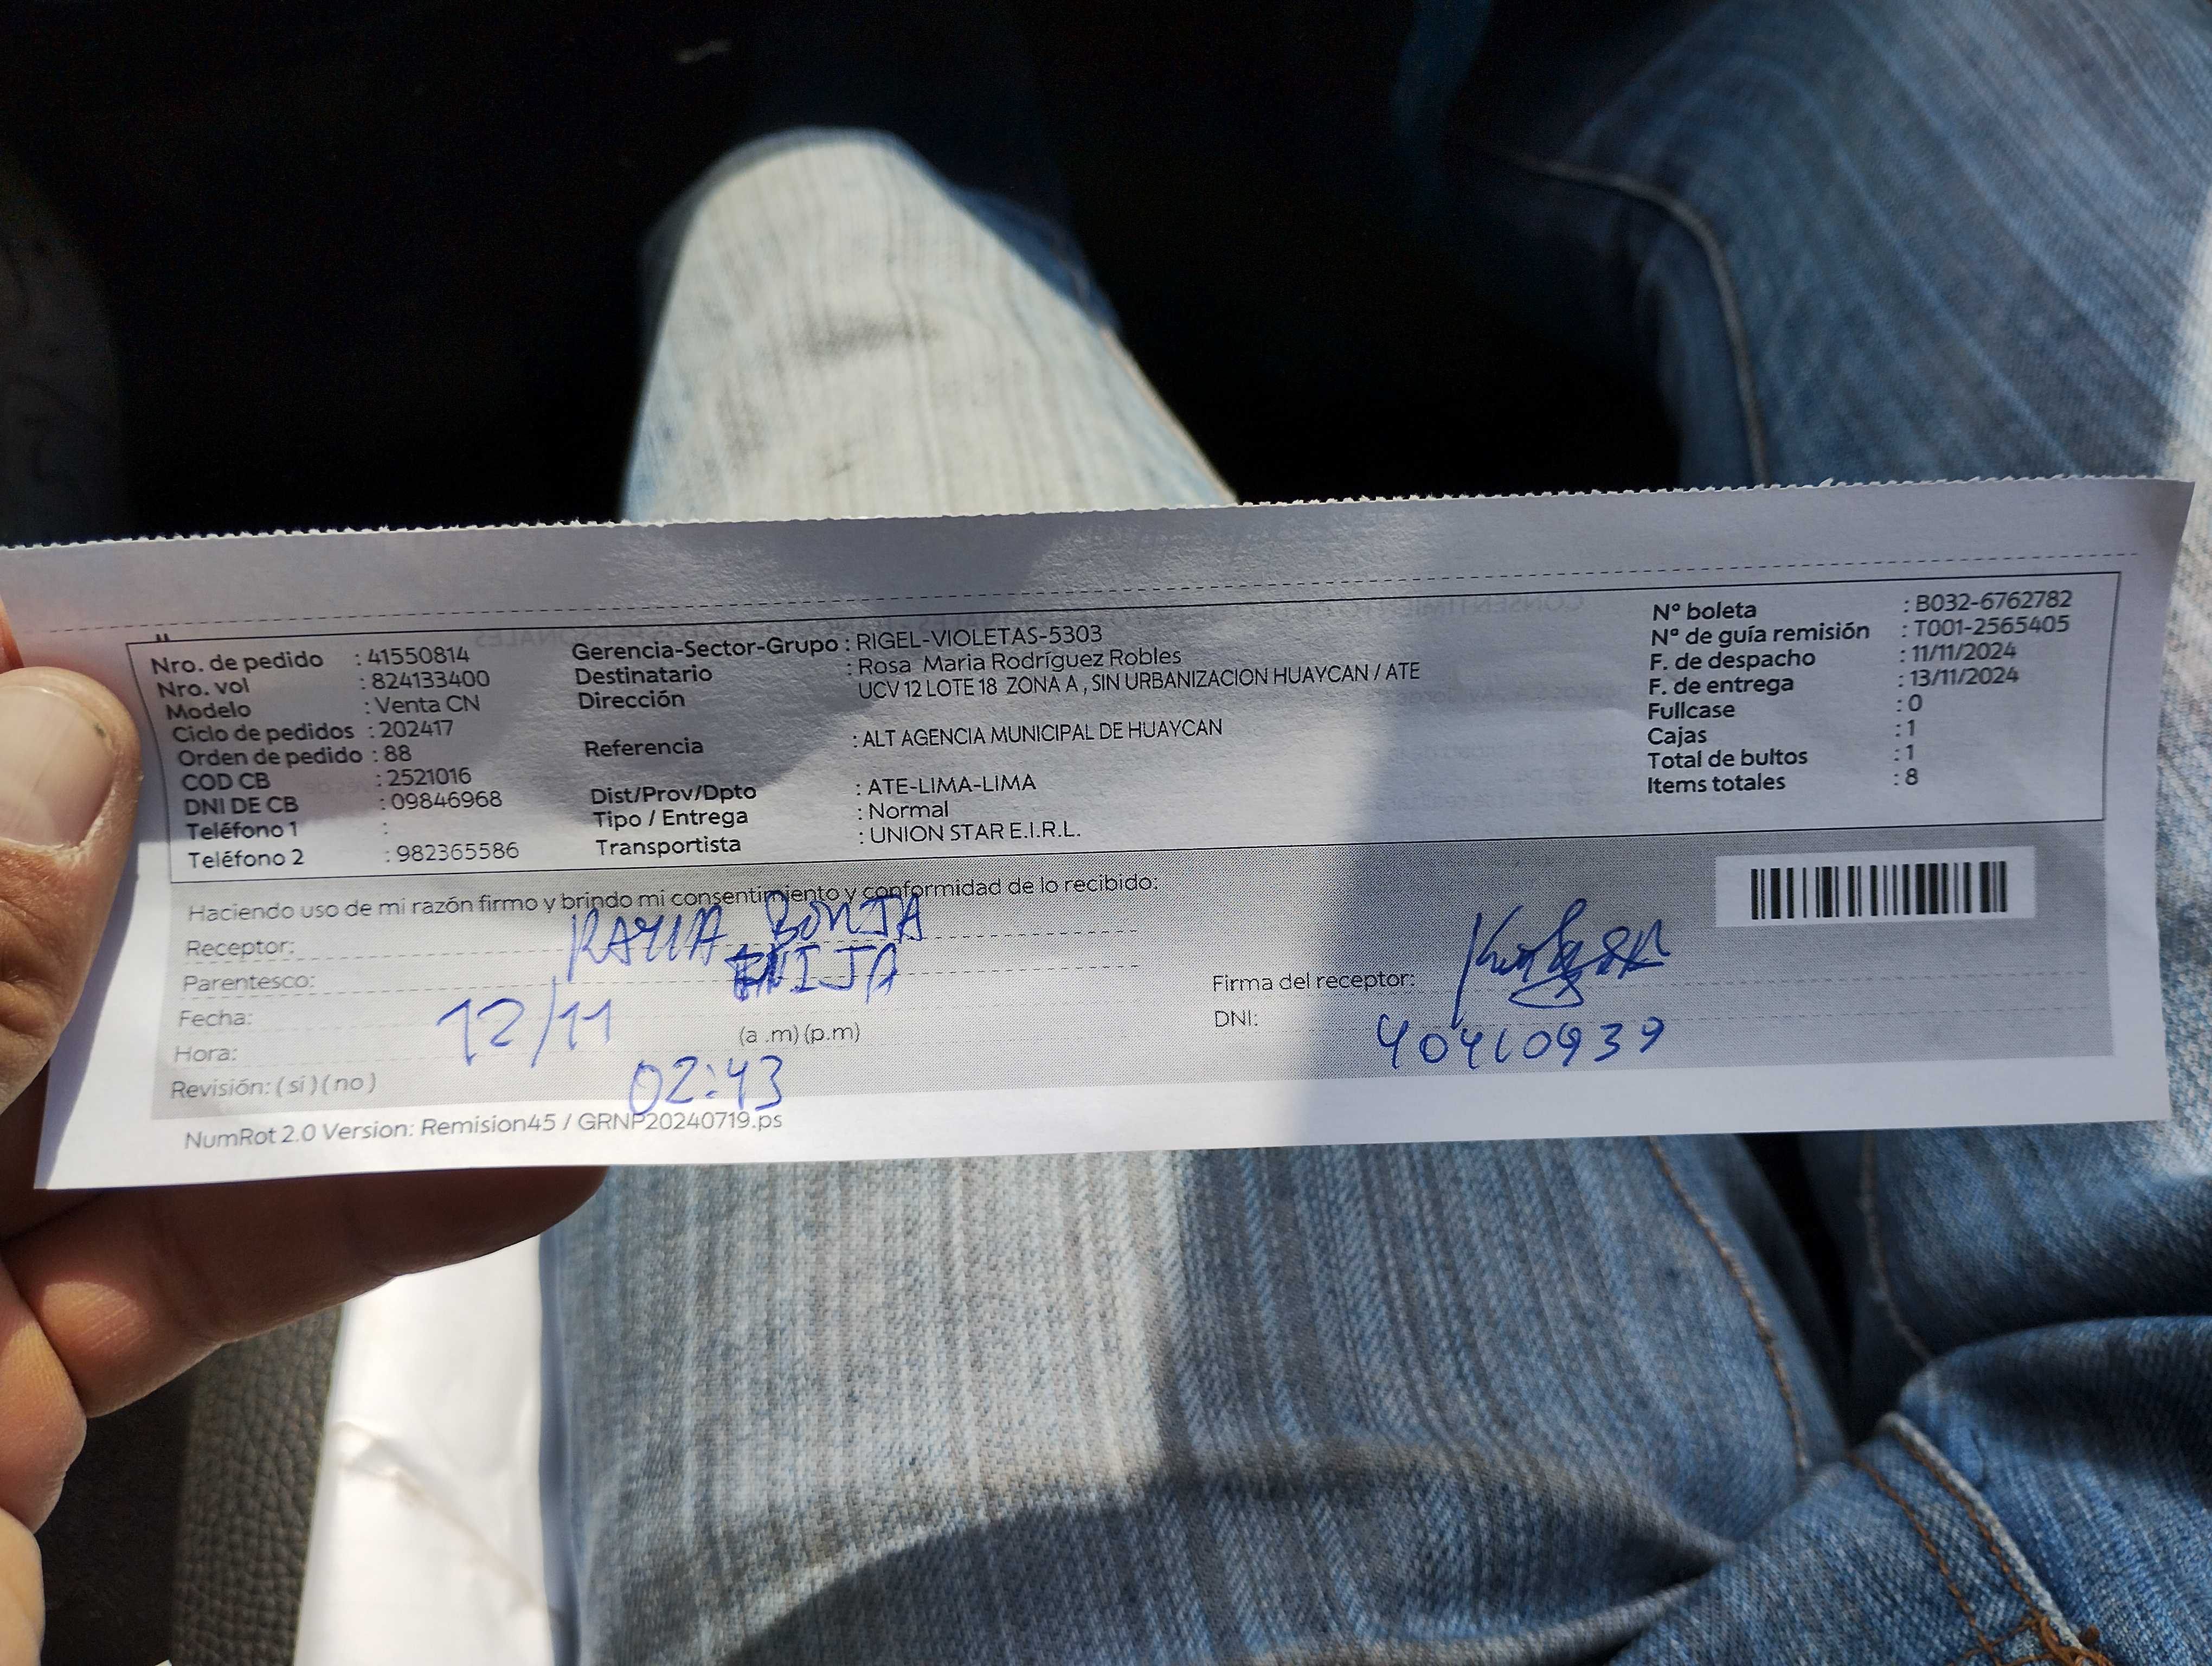 Nro. de pedido : 41550814
Nro. vol : 824133400
Modelo : Venta CN
Ciclo de pedidos : 202417
Orden de pedido : 88
COD CB : 2521016
DNI DE CB : 09846968
Teléfono 1 :
Teléfono 2 : 982365586
Gerencia-Sector-Grupo : RIGEL-VIOLETAS-5303
Destinatario : Rosa Maria Rodríguez Robles
Dirección UCV 12 LOTE 18 ZONA A , SIN URBANIZACION HUAYCAN / ATE
Referencia : ALT AGENCIA MUNICIPAL DE HUAYCAN
Dist/Prov/Dpto : ATE-LIMA-LIMA
Tipo / Entrega : Normal
Transportista : UNION STAR E.I.R.L.
Nº boleta : B032-6762782
Nº de guía remisión : T001-2565405
F. de despacho : 11/11/2024
F. de entrega : 13/11/2024
Fullcase : 0
Cajas : 1
Total de bultos : 1
Items totales : 8
Haciendo uso de mi razón firmo y brindo mi consentimiento y conformidad de lo recibido:
Receptor:
Parentesco: HIJA
Fecha: 12/11
Hora: (a .m) (p.m)
02:43
Revisión: ( sí ) ( no )
Firma del receptor:
DNI: 40410939
NumRot 2.0 Version: Remision45 / GRNP20240719.ps